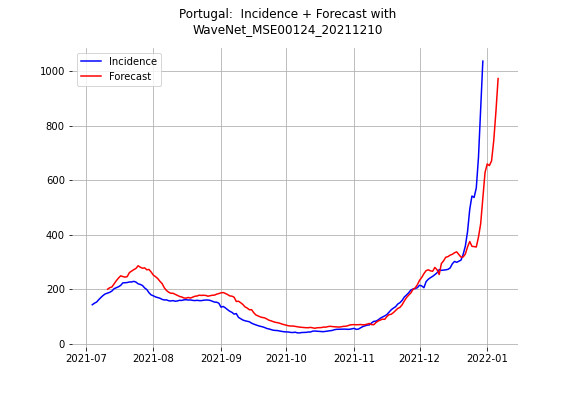 Portugal: Incidence + Forecast with
WaveNet_MSE00124_20211210
Incidence
Forecast
1000
800
600
400
200
0
2021-07 2021-08 2021-09 2021-10 2021-11 2021-12 2022-01